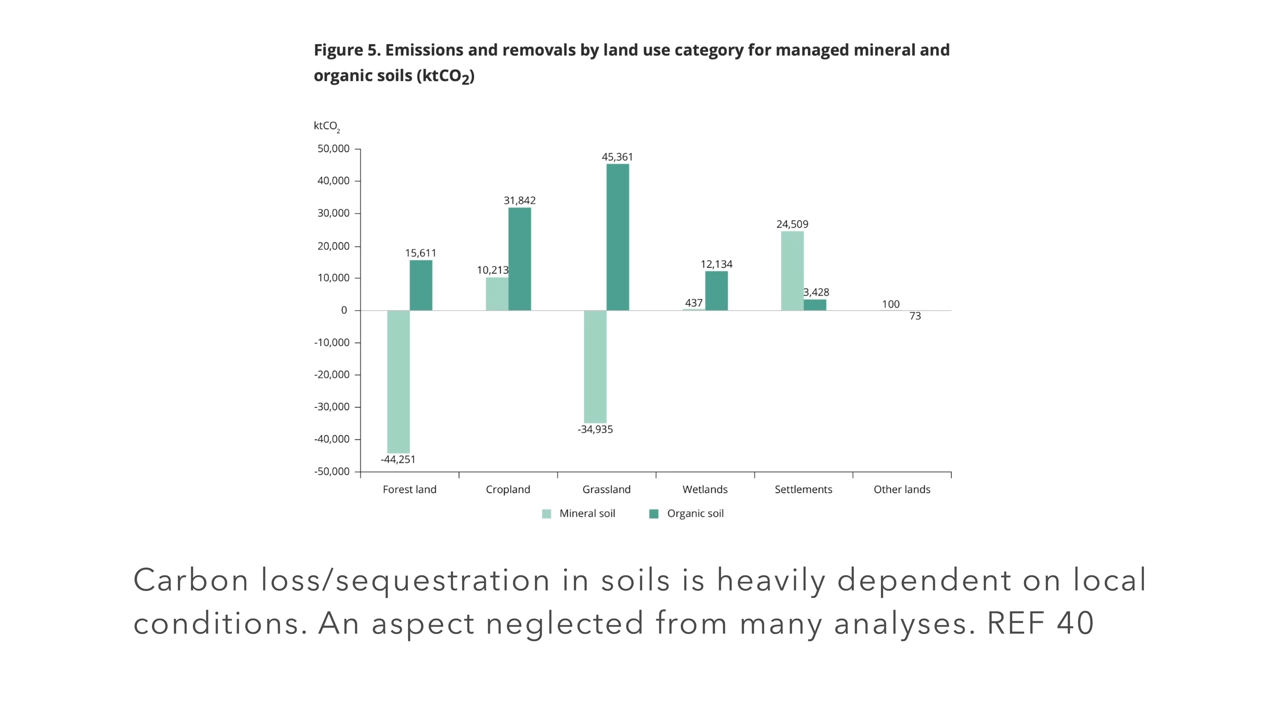 Figure 5. Emissions and removals by land use category for managed mineral and
organic soils (ktCO2)
ktCO2
50,000
40,000
30,000
20,000
10,000
0
-10,000
-20,000
-30,000
-40,000
-50,000
-44,251
15,611
10,213
31,842
-34,935
45,361
437
12,134
24,509
3,428
100
73
Forest land
Cropland
Grassland
Wetlands
Settlements
Other lands
Mineral soil
Organic soil
Carbon loss/sequestration in soils is heavily dependent on local
conditions. An aspect neglected from many analyses. REF 40